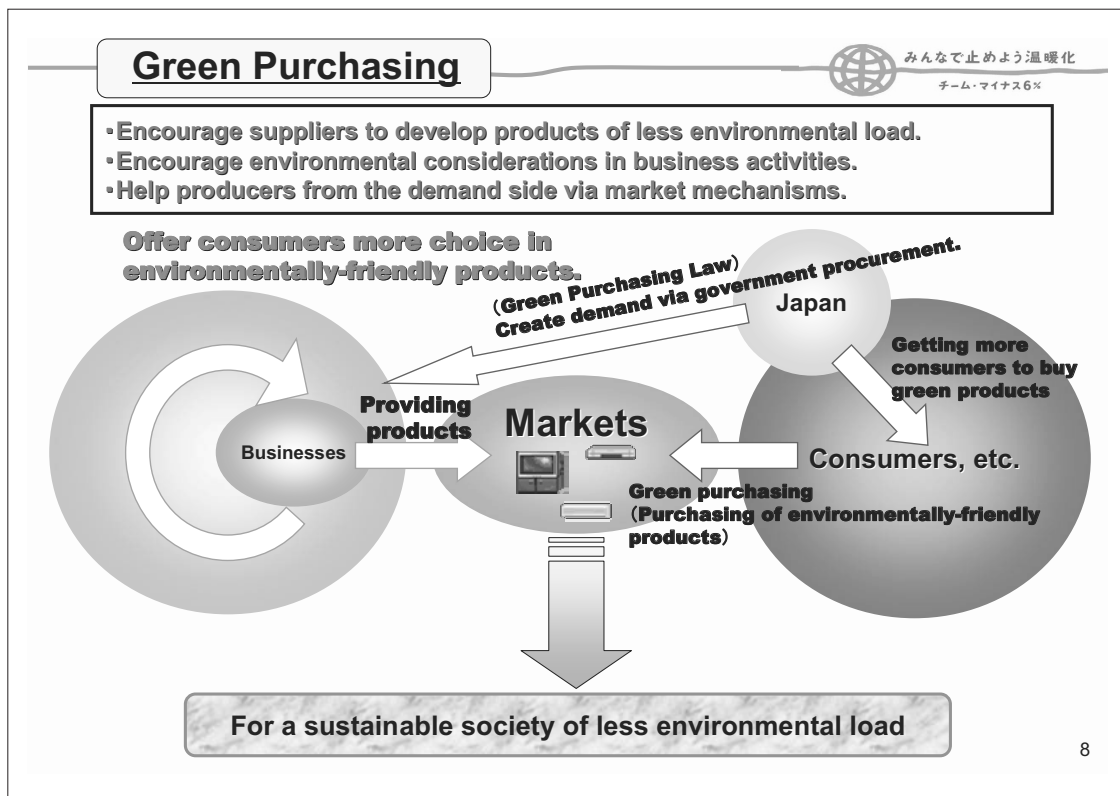 Green Purchasing
みんなで止めよう温暖化
チーム・マイナス6%
・Encourage suppliers to develop products of less environmental load.
・Encourage environmental considerations in business activities.
・Help producers from the demand side via market mechanisms.
Offer consumers more choice in
environmentally-friendly products.
（Green Purchasing Law）
Create demand via government procurement.
Japan
Getting more
consumers to buy
green products
Providing
products
Markets
Businesses
Consumers, etc.
Green purchasing
（Purchasing of environmentally-friendly
products）
For a sustainable society of less environmental load
8